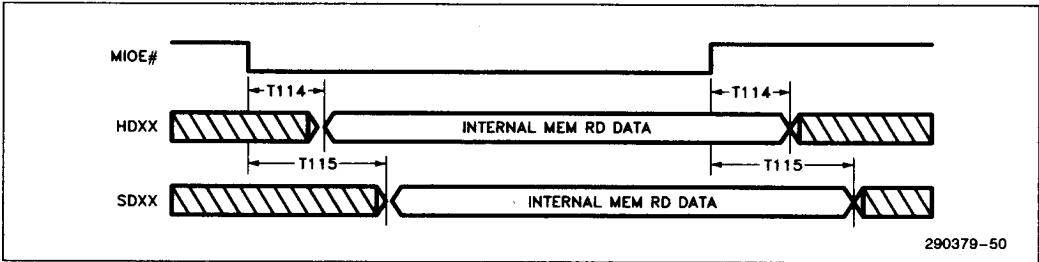 MIOE#
T114 T114
HDXX INTERNAL MEM RD DATA
T115 T115
SDXX INTERNAL MEM RD DATA
290379-50